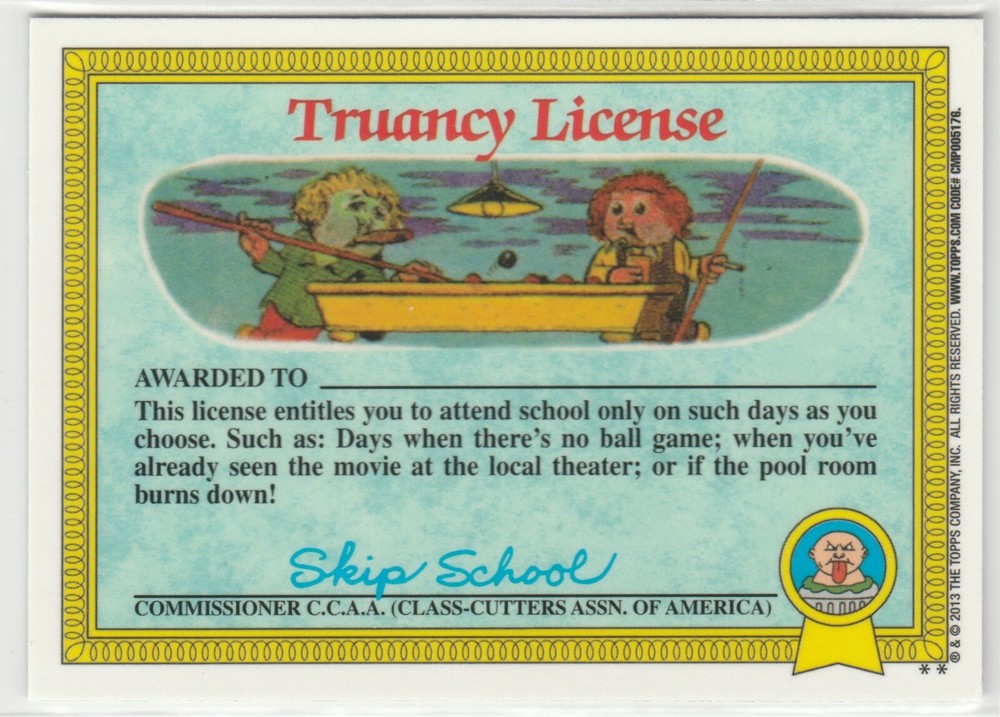 Truancy License
AWARDED TO
This license entitles you to attend school only on such days as you
choose. Such as: Days when there's no ball game; when you've
already seen the movie at the local theater; or if the pool room
burns down!
Skip School
COMMISSIONER C.C.A.A. (CLASS-CUTTERS ASSN. OF AMERICA)
** ® & © 2013 THE TOPPS COMPANY, INC. ALL RIGHTS RESERVED. WWW.TOPPS.COM CODE# CMP005176.